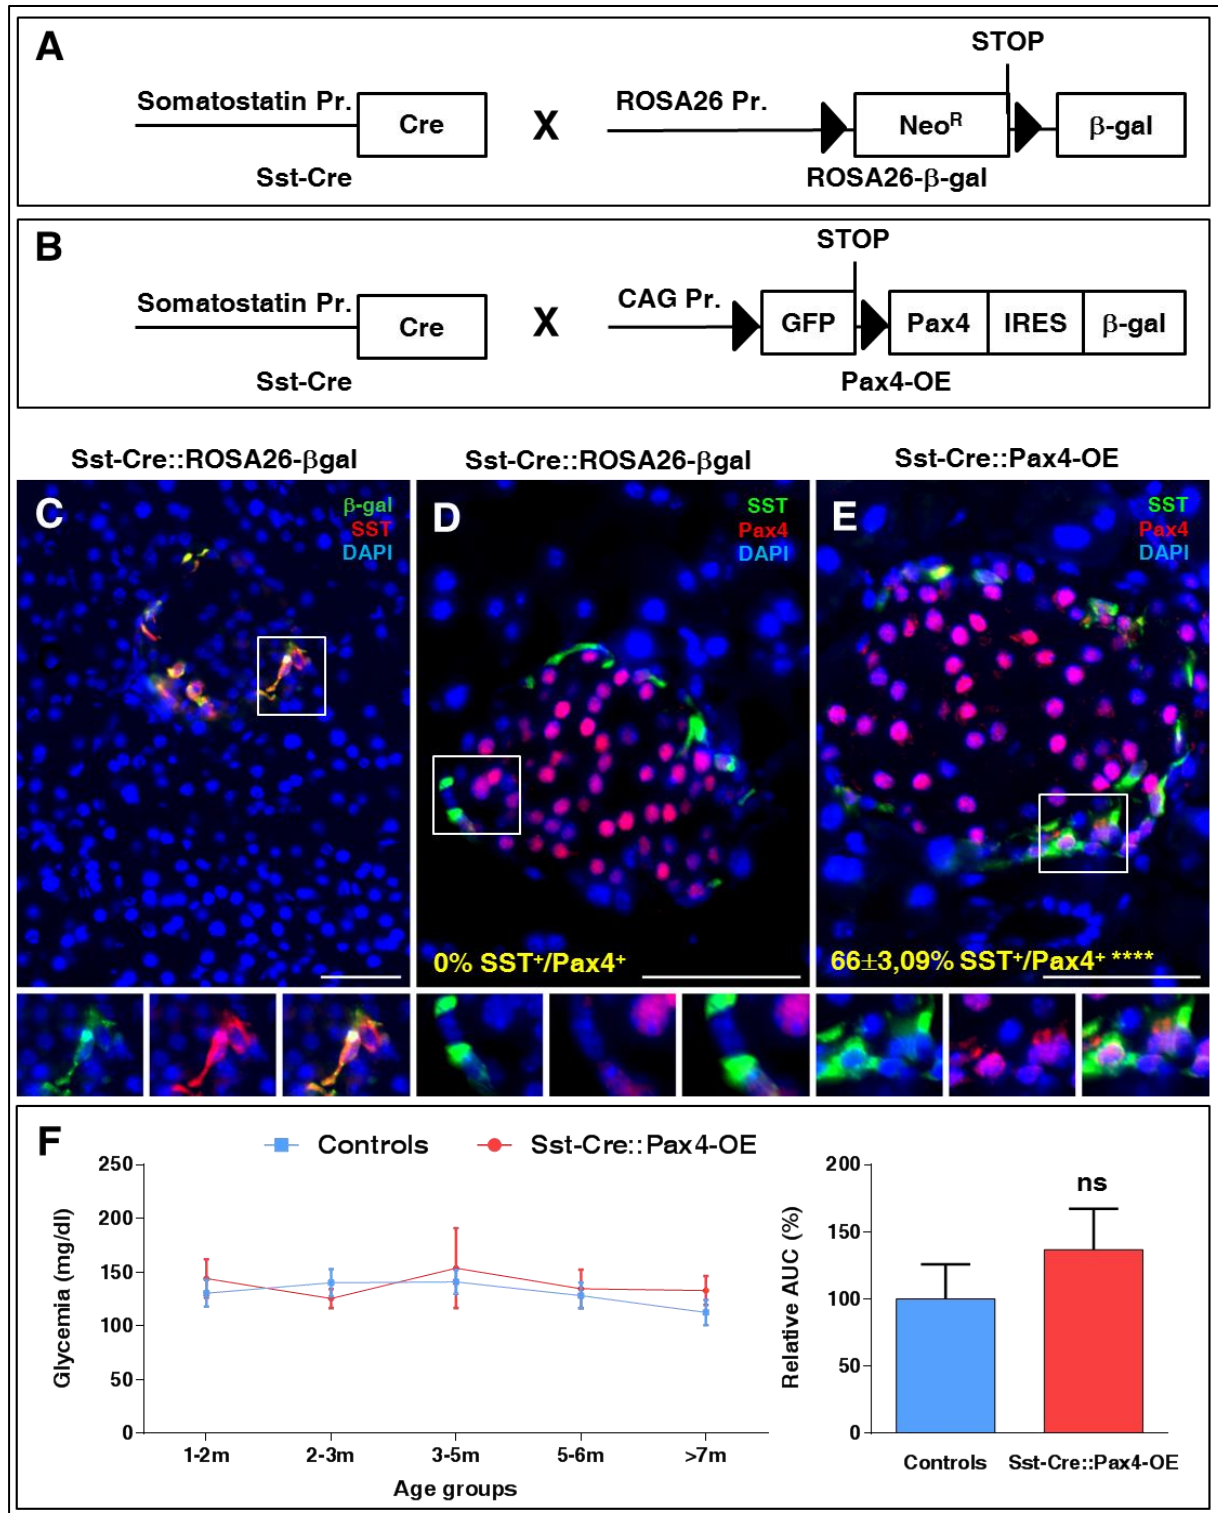 A
STOP
Somatostatin Pr.
Cre
X
ROSA26 Pr.
Neo^R
β-gal
Sst-Cre
ROSA26-β-gal
B
STOP
Somatostatin Pr.
Cre
X
CAG Pr.
GFP
Pax4
IRES
β-gal
Sst-Cre
Pax4-OE
Sst-Cre::ROSA26-βgal
Sst-Cre::ROSA26-βgal
Sst-Cre::Pax4-OE
C
β-gal
SST
DAPI
D
SST
Pax4
DAPI
0% SST⁺/Pax4⁺
E
SST
Pax4
DAPI
66±3,09% SST⁺/Pax4⁺ ****
F
Controls
Sst-Cre::Pax4-OE
Glycemia (mg/dl)
250
200
150
100
50
0
1-2m
2-3m
3-5m
5-6m
>7m
Age groups
Relative AUC (%)
200
150
100
50
0
ns
Controls
Sst-Cre::Pax4-OE